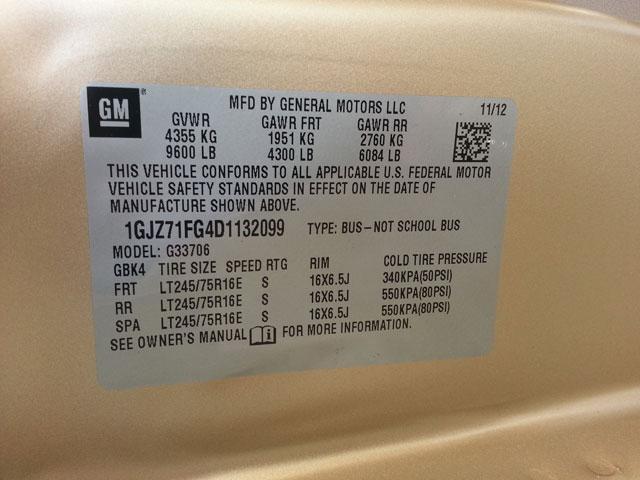 GM®
MFD BY GENERAL MOTORS LLC 11/12
GVWR GAWR FRT GAWR RR
4355 KG 1951 KG 2760 KG
9600 LB 4300 LB 6084 LB
THIS VEHICLE CONFORMS TO ALL APPLICABLE U.S. FEDERAL MOTOR
VEHICLE SAFETY STANDARDS IN EFFECT ON THE DATE OF
MANUFACTURE SHOWN ABOVE.
1GJZ71FG4D1132099 TYPE: BUS-NOT SCHOOL BUS
MODEL: G33706
GBK4 TIRE SIZE SPEED RTG RIM COLD TIRE PRESSURE
FRT LT245/75R16E S 16X6.5J 340KPA(50PSI)
RR LT245/75R16E S 16X6.5J 550KPA(80PSI)
SPA LT245/75R16E S 16X6.5J 550KPA(80PSI)
SEE OWNER'S MANUAL i FOR MORE INFORMATION.